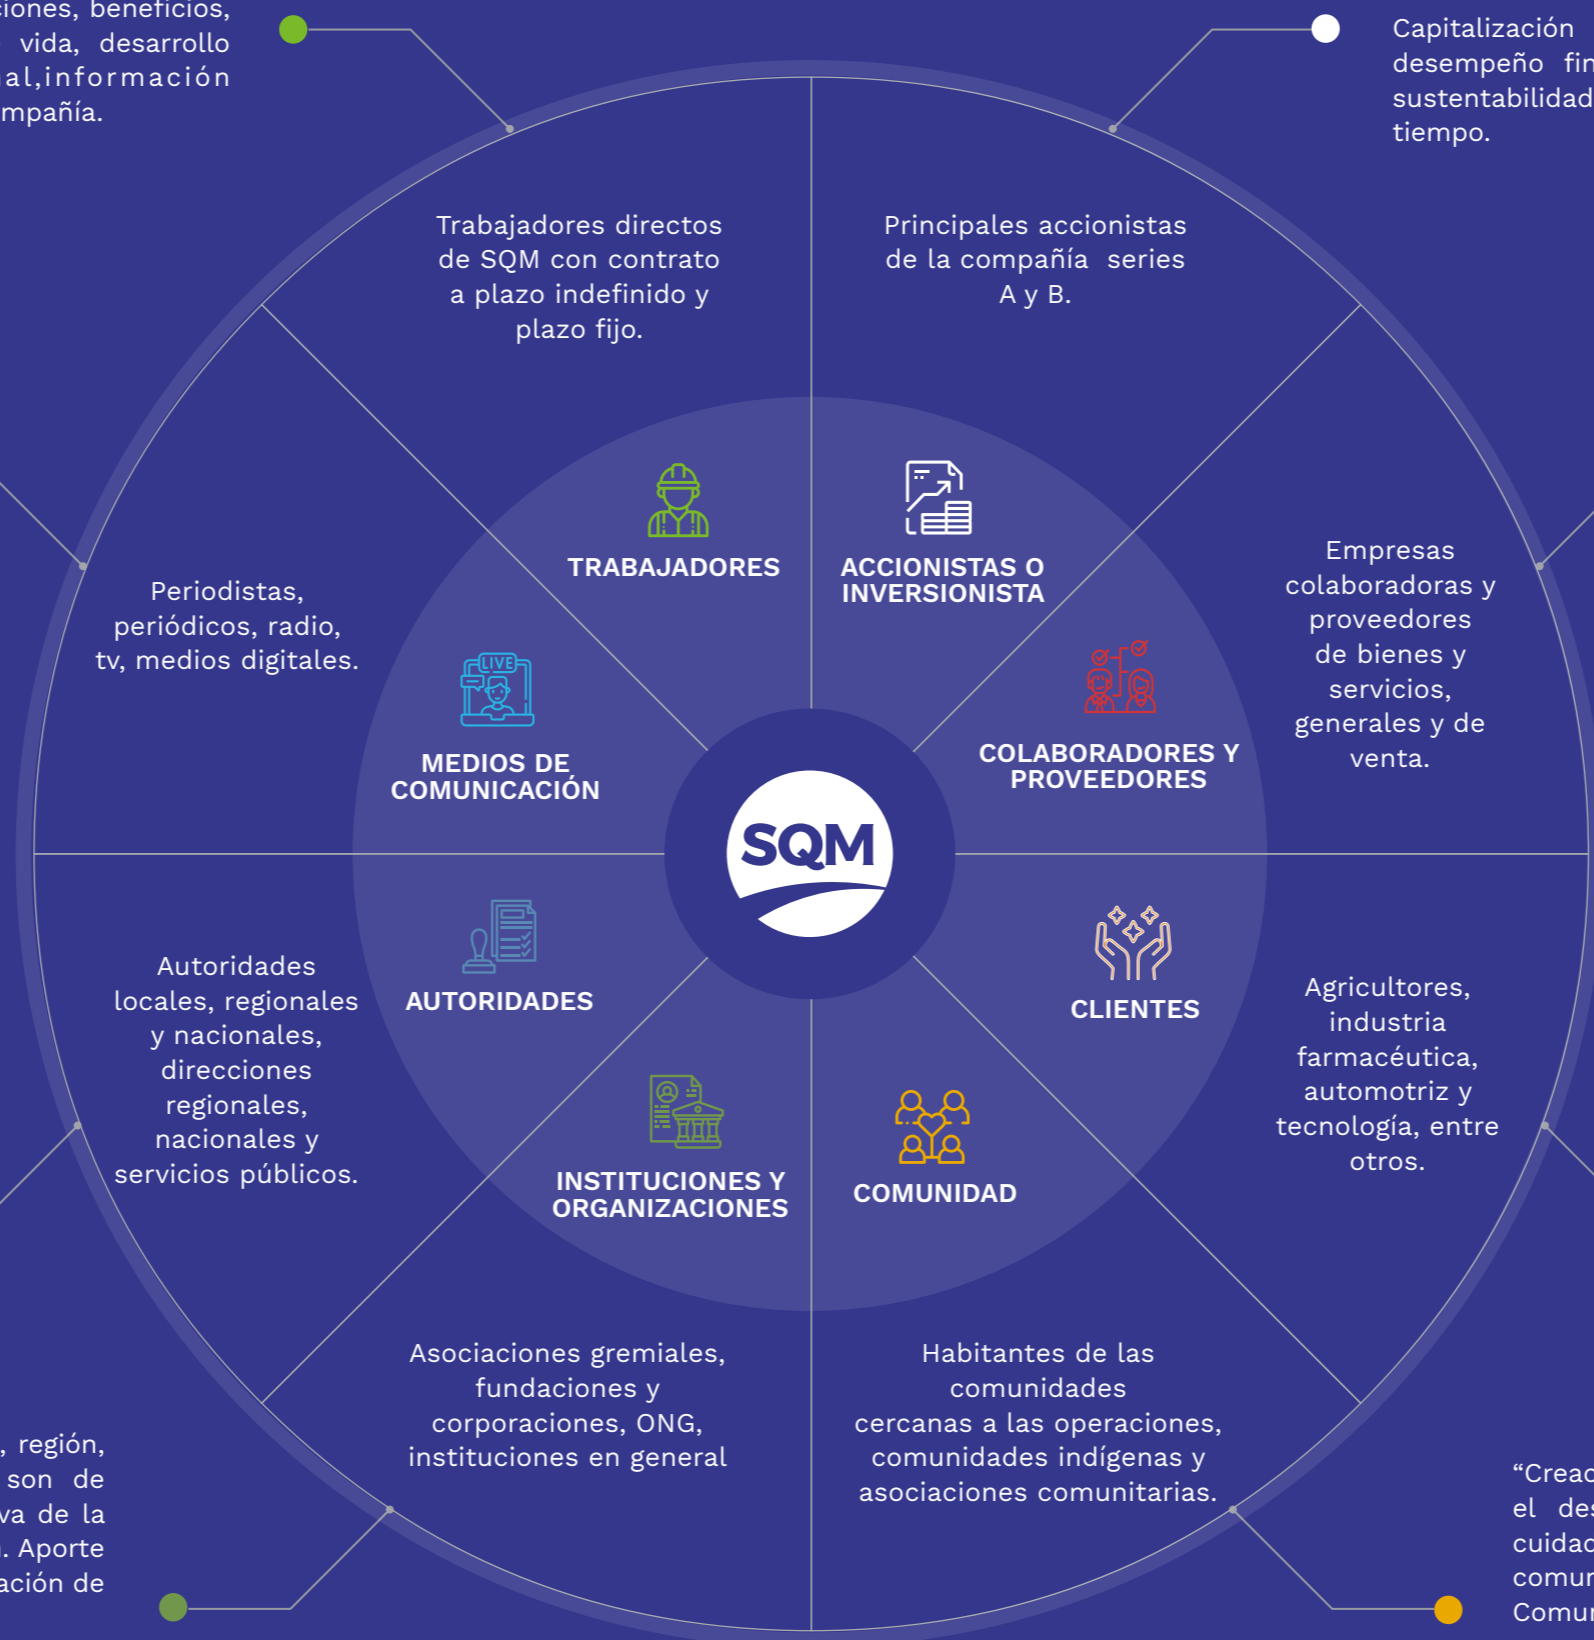 beneficios,
vida, desarrollo
información
Capitalización
desempeño
sustentabilidad
tiempo.
Trabajadores directos
de SQM con contrato
a plazo indefinido y
plazo fijo.
Principales accionistas
de la compañía series
A y B.
TRABAJADORES
ACCIONISTAS O
INVERSIONISTA
Periodistas,
periódicos, radio,
tv, medios digitales.
LIVE
MEDIOS DE
COMUNICACIÓN
COLABORADORES Y
PROVEEDORES
Empresas
colaboradoras y
proveedores
de bienes y
servicios,
generales y de
venta.
SQM
Autoridades
locales, regionales
y nacionales,
direcciones
regionales,
nacionales y
servicios públicos.
AUTORIDADES
CLIENTES
Agricultores,
industria
farmacéutica,
automotriz y
tecnología, entre
otros.
INSTITUCIONES Y
ORGANIZACIONES
COMUNIDAD
Asociaciones gremiales,
fundaciones y
corporaciones, ONG,
instituciones en general
Habitantes de las
comunidades
cercanas a las operaciones,
comunidades indígenas y
asociaciones comunitarias.
, región,
son de
de la
Aporte
de
el